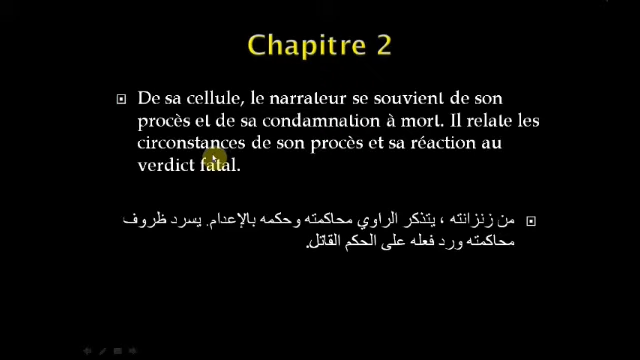 Chapitre 2
De sa cellule, le narrateur se souvient de son
procès et de sa condamnation à mort. Il relate les
circonstances de son procès et sa réaction au
verdict fatal.
من زنزانته ، يتذكر الراوي محاكمته وحكمه بالإعدام. يسرد ظروف
محاكمته ورد فعله على الحكم القاتل.